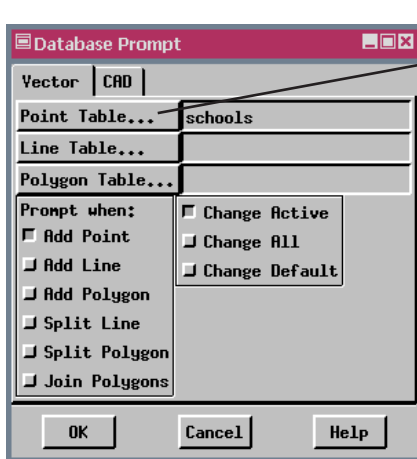 Database Prompt
Vector CAD
Point Table... schools
Line Table...
Polygon Table...
Prompt when:
Add Point
Add Line
Add Polygon
Split Line
Split Polygon
Join Polygons
Change Active
Change All
Change Default
OK Cancel Help